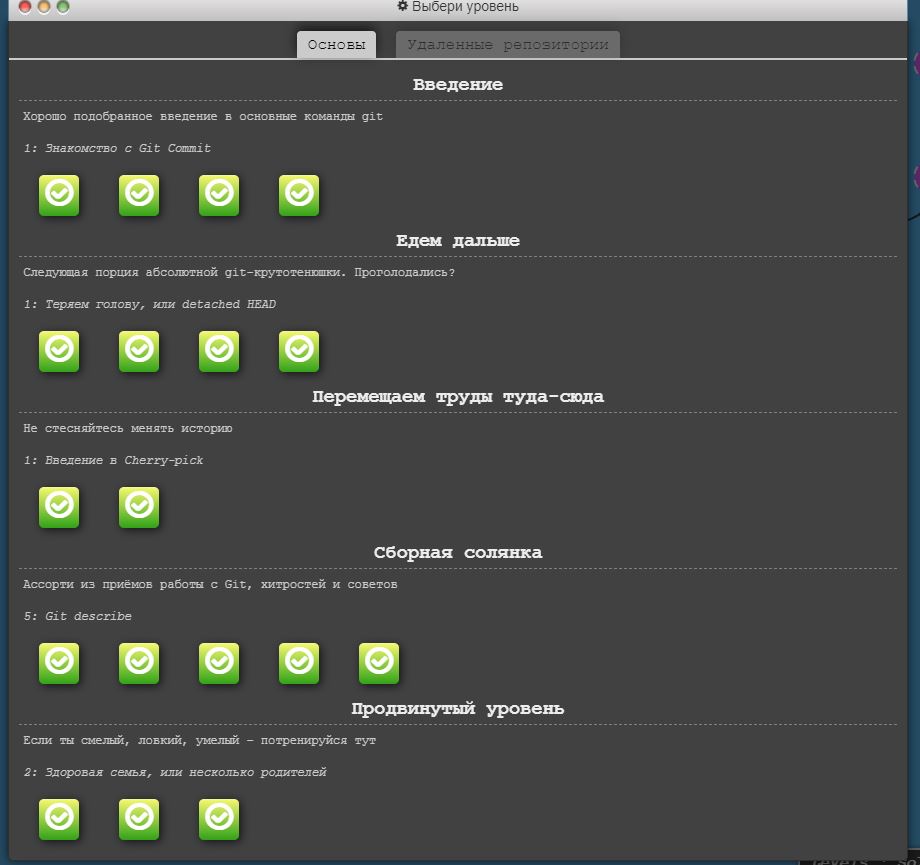 Выбери уровень
Основы
Удаленные репозитории
Введение
Хорошо подобранное введение в основные команды git
1: Знакомство с Git Commit
Едем дальше
Следующая порция абсолютной git-крутотенюшки. Проголодались?
1: Теряем голову, или detached HEAD
Перемещаем труды туда-сюда
Не стесняйтесь менять историю
1: Введение в Cherry-pick
Сборная солянка
Ассорти из приёмов работы с Git, хитростей и советов
5: Git describe
Продвинутый уровень
Если ты смелый, ловкий, умелый - потренируйся тут
2: Здоровая семья, или несколько родителей